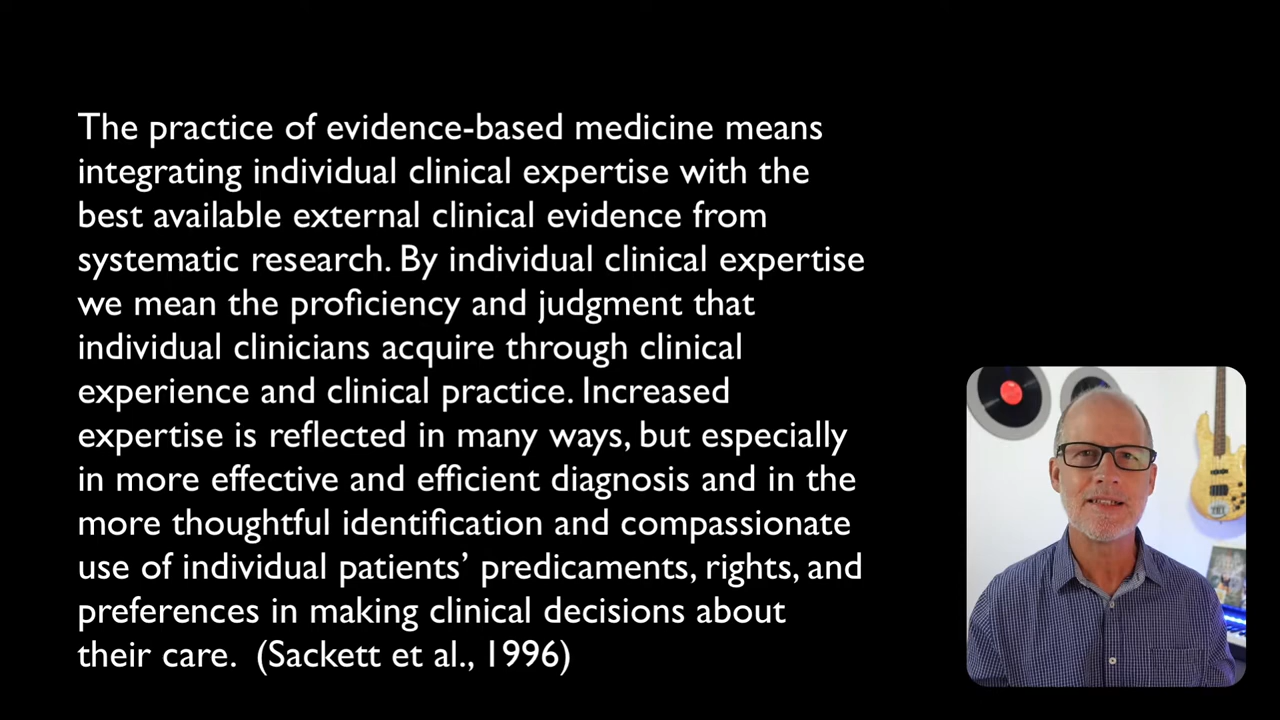 The practice of evidence-based medicine means
integrating individual clinical expertise with the
best available external clinical evidence from
systematic research. By individual clinical expertise
we mean the proficiency and judgment that
individual clinicians acquire through clinical
experience and clinical practice. Increased
expertise is reflected in many ways, but especially
in more effective and efficient diagnosis and in the
more thoughtful identification and compassionate
use of individual patients’ predicaments, rights, and
preferences in making clinical decisions about
their care.  (Sackett et al., 1996)